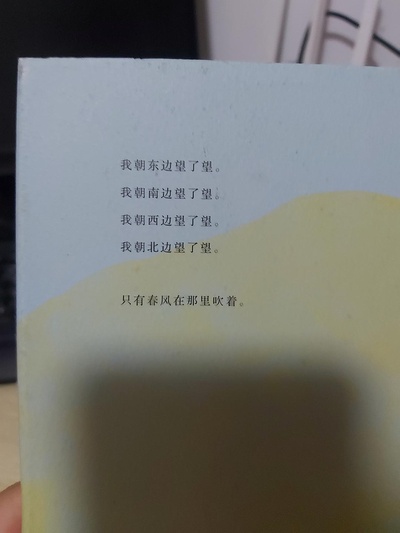 我朝东边望了望。
我朝南边望了望。
我朝西边望了望。
我朝北边望了望。
只有春风在那里吹着。